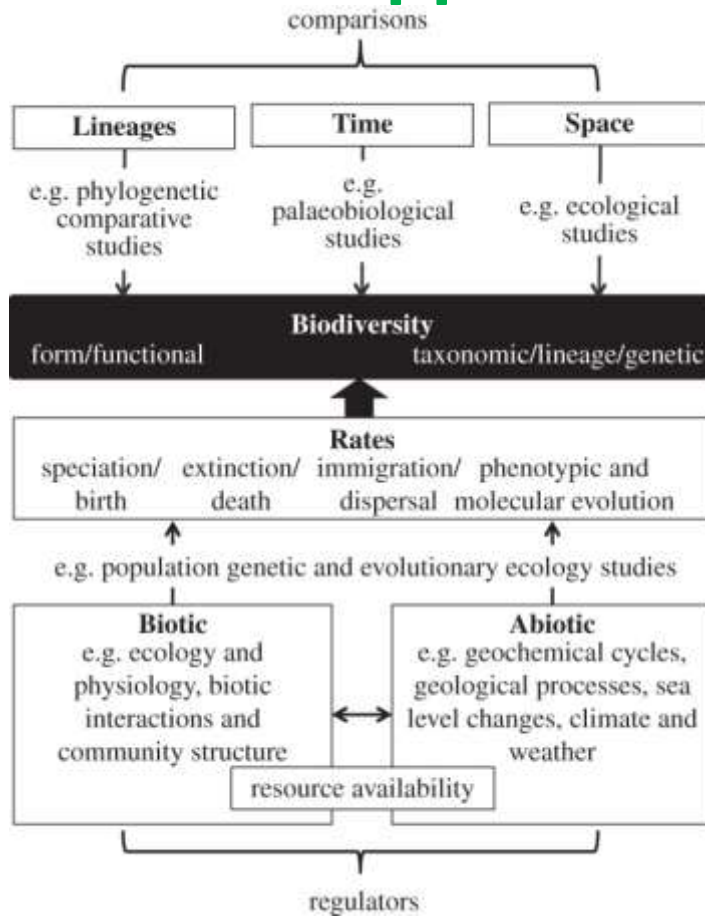 comparisons
Lineages
Time
Space
e.g. phylogenetic
comparative
studies
e.g.
palaeobiological
studies
e.g. ecological
studies
Biodiversity
form/functional
taxonomic/lineage/genetic
Rates
speciation/
birth
extinction/
death
immigration/
dispersal
phenotypic and
molecular evolution
e.g. population genetic and evolutionary ecology studies
Biotic
e.g. ecology and
physiology, biotic
interactions and
community structure
Abiotic
e.g. geochemical cycles,
geological processes, sea
level changes, climate and
weather
resource availability
regulators